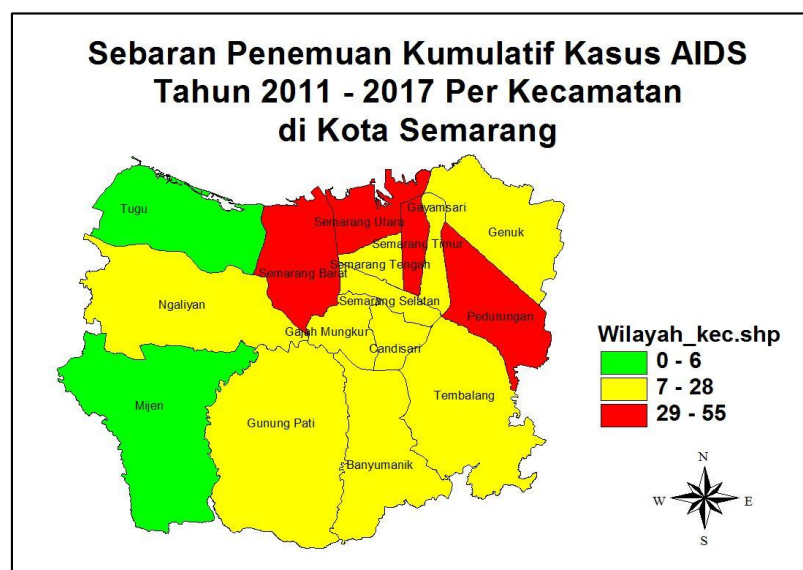 Sebaran Penemuan Kumulatif Kasus AIDS
Tahun 2011 - 2017 Per Kecamatan
di Kota Semarang
Tugu
Gayamsari
Semarang Utara
Genuk
Semarang Timur
Semarang Tengah
Semarang Barat
Ngaliyan
Semarang Selatan
Pedurungan
Gajah Mungkur
Candisari
Mijen
Tembalang
Gunung Pati
Banyumanik
Wilayah_kec.shp
0 - 6
7 - 28
29 - 55
N
W E
S